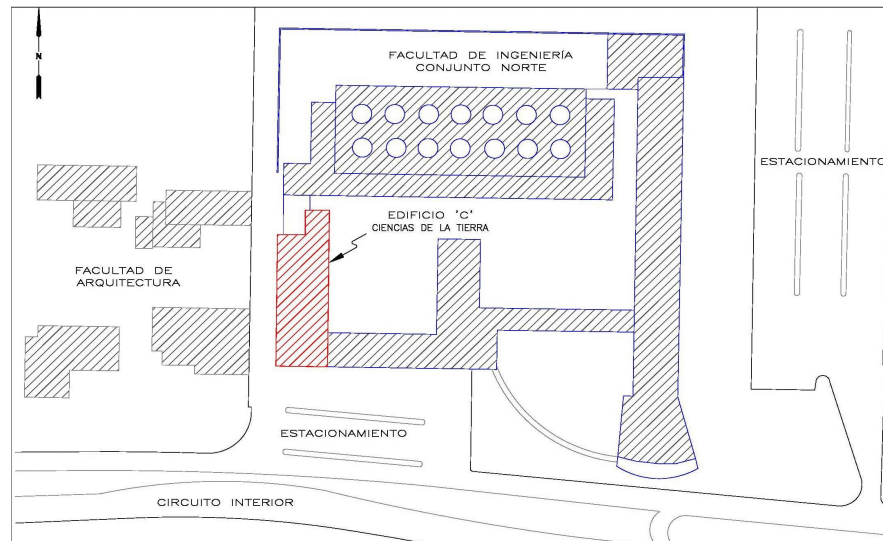 N
FACULTAD DE INGENIERÍA
CONJUNTO NORTE
ESTACIONAMIENTO
EDIFICIO 'C'
CIENCIAS DE LA TIERRA
FACULTAD DE
ARQUITECTURA
ESTACIONAMIENTO
CIRCUITO INTERIOR